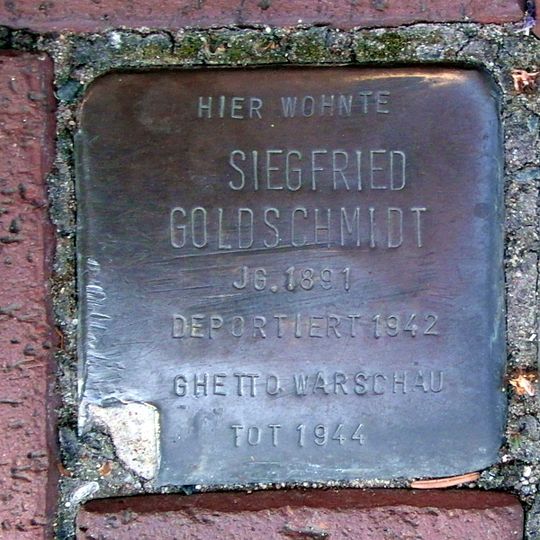 HIER WOHNTE
SIEGFRIED
GOLDSCHMIDT
JG. 1891
DEPORTIERT 1942
GHETTO WARSCHAU
TOT 1944